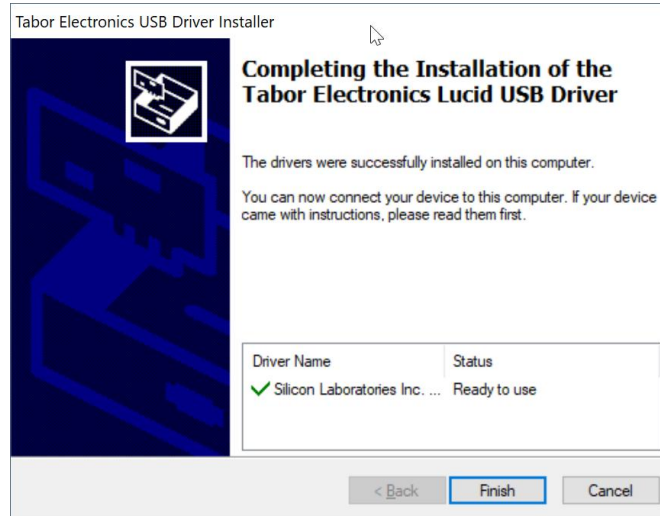 Tabor Electronics USB Driver Installer
Completing the Installation of the
Tabor Electronics Lucid USB Driver
The drivers were successfully installed on this computer.
You can now connect your device to this computer. If your device
came with instructions, please read them first.
Driver Name Status
Silicon Laboratories Inc. ... Ready to use
< Back Finish Cancel